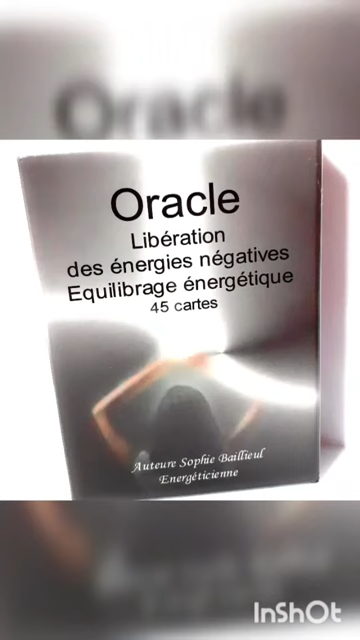 Oracle
Oracle
Libération
des énergies négatives
Equilibrage énergétique
45 cartes
Auteure Sophie Baillieul
Energéticienne
InShOt